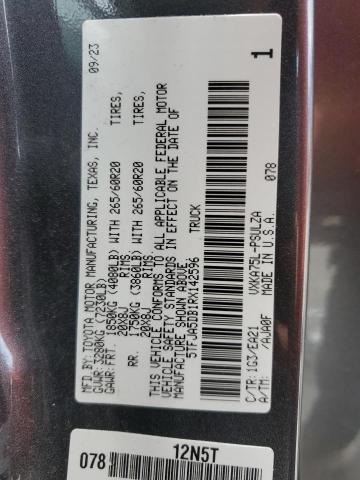 MFD.BY:TOYOTA MOTOR MANUFACTURING, TEXAS, INC. 09/23
GVWR: 3280KG (7230LB)
GAWR:FRT. 1850KG (4080LB) WITH 265/60R20 TIRES,
20X8J RIMS
RR. 1750KG (3860LB) WITH 265/60R20 TIRES,
20X8J RIMS
THIS VEHICLE CONFORMS TO ALL APPLICABLE FEDERAL MOTOR
VEHICLE SAFETY STANDARDS IN EFFECT ON THE DATE OF
MANUFACTURE SHOWN ABOVE.
5TFJA5DB1RX142596 TRUCK
VXKA75L-PSULZA 1
C/TR: 1G3/EA21 MADE IN U.S.A.
A/TM: /AJA0F 078
078 12N5T